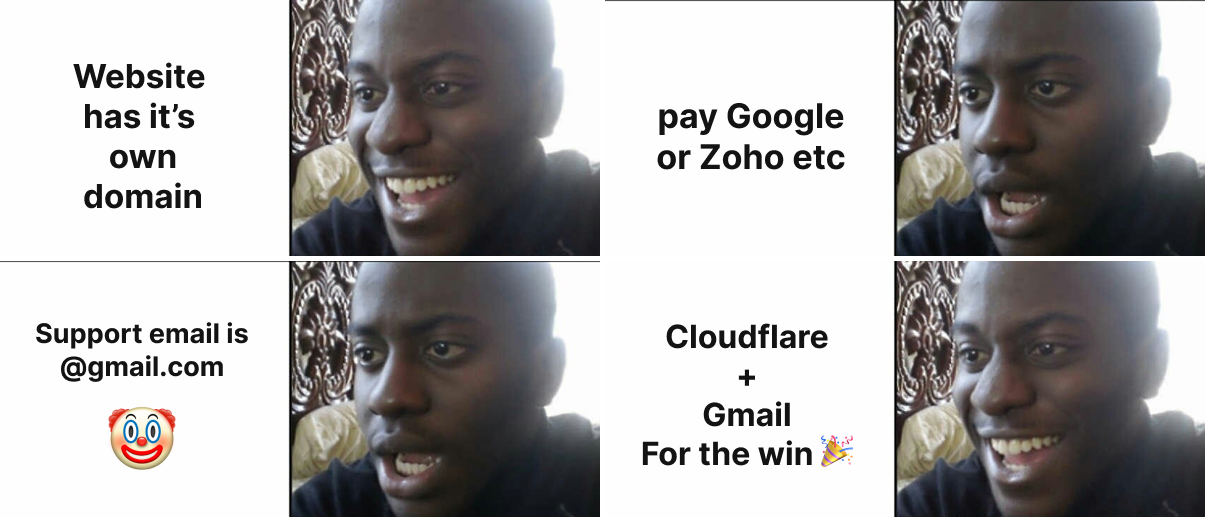 Website
has it’s
own
domain
Support email is
@gmail.com
🤡
pay Google
or Zoho etc
Cloudflare
+
Gmail
For the win 🎉